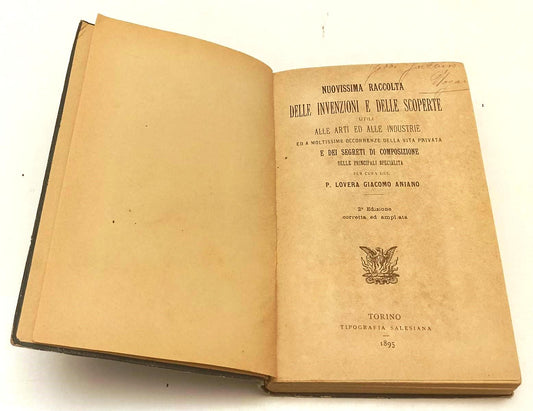 NUOVISSIMA RACCOLTA
DELLE INVENZIONI E DELLE SCOPERTE
UTILI
ALLE ARTI ED ALLE INDUSTRIE
ED A MOLTISSIME OCCORRENZE DELLA VITA PRIVATA
E DEI SEGRETI DI COMPOSIZIONE
DELLE PRINCIPALI SPECIALITÀ
PER CURA DEL
P. LOVERA GIACOMO ANIANO
2ª Edizione
corretta ed ampliata
TORINO
TIPOGRAFIA SALESIANA
1895